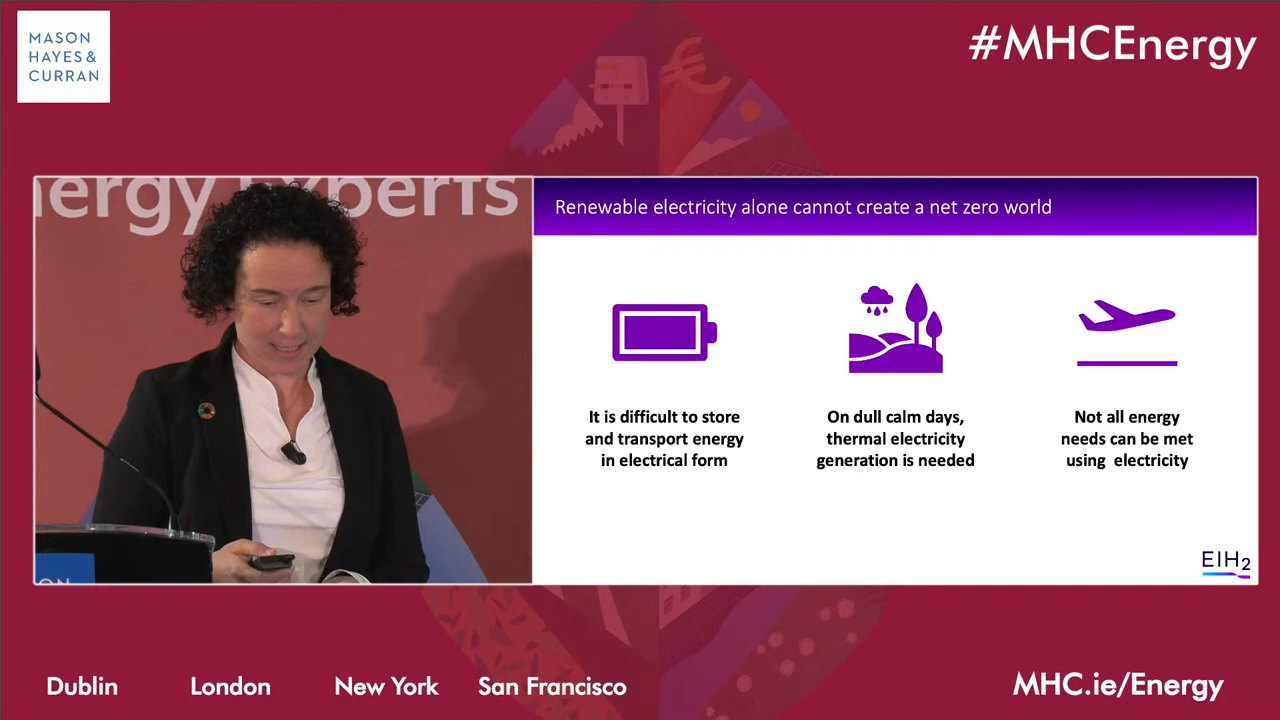 MASON
HAYES &
CURRAN
#MHCEnergy
nergy Experts
Renewable electricity alone cannot create a net zero world
It is difficult to store
and transport energy
in electrical form
On dull calm days,
thermal electricity
generation is needed
Not all energy
needs can be met
using electricity
EIH2
ON
Dublin
London
New York
San Francisco
MHC.ie/Energy